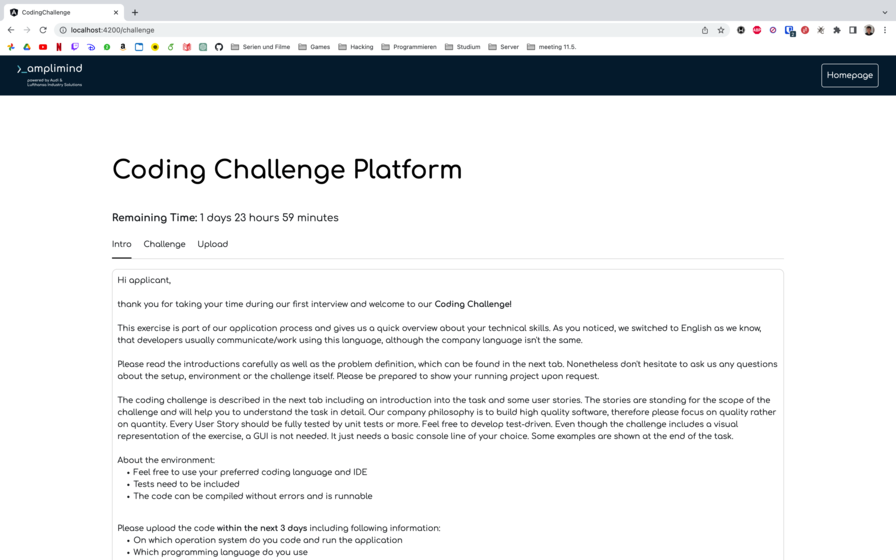 CodingChallenge
localhost:4200/challenge
Serien und Filme
Games
Hacking
Programmieren
Studium
Server
meeting 11.5.
>_amplimind
powered by Audi &
Lufthansa Industry Solutions
Homepage
Coding Challenge Platform
Remaining Time: 1 days 23 hours 59 minutes
Intro Challenge Upload
Hi applicant,
thank you for taking your time during our first interview and welcome to our Coding Challenge!
This exercise is part of our application process and gives us a quick overview about your technical skills. As you noticed, we switched to English as we know,
that developers usually communicate/work using this language, although the company language isn't the same.
Please read the introductions carefully as well as the problem definition, which can be found in the next tab. Nonetheless don't hesitate to ask us any questions
about the setup, environment or the challenge itself. Please be prepared to show your running project upon request.
The coding challenge is described in the next tab including an introduction into the task and some user stories. The stories are standing for the scope of the
challenge and will help you to understand the task in detail. Our company philosophy is to build high quality software, therefore please focus on quality rather
on quantity. Every User Story should be fully tested by unit tests or more. Feel free to develop test-driven. Even though the challenge includes a visual
representation of the exercise, a GUI is not needed. It just needs a basic console line of your choice. Some examples are shown at the end of the task.
About the environment:
• Feel free to use your preferred coding language and IDE
• Tests need to be included
• The code can be compiled without errors and is runnable
Please upload the code within the next 3 days including following information:
• On which operating system do you code and run the application
• Which programming language do you use